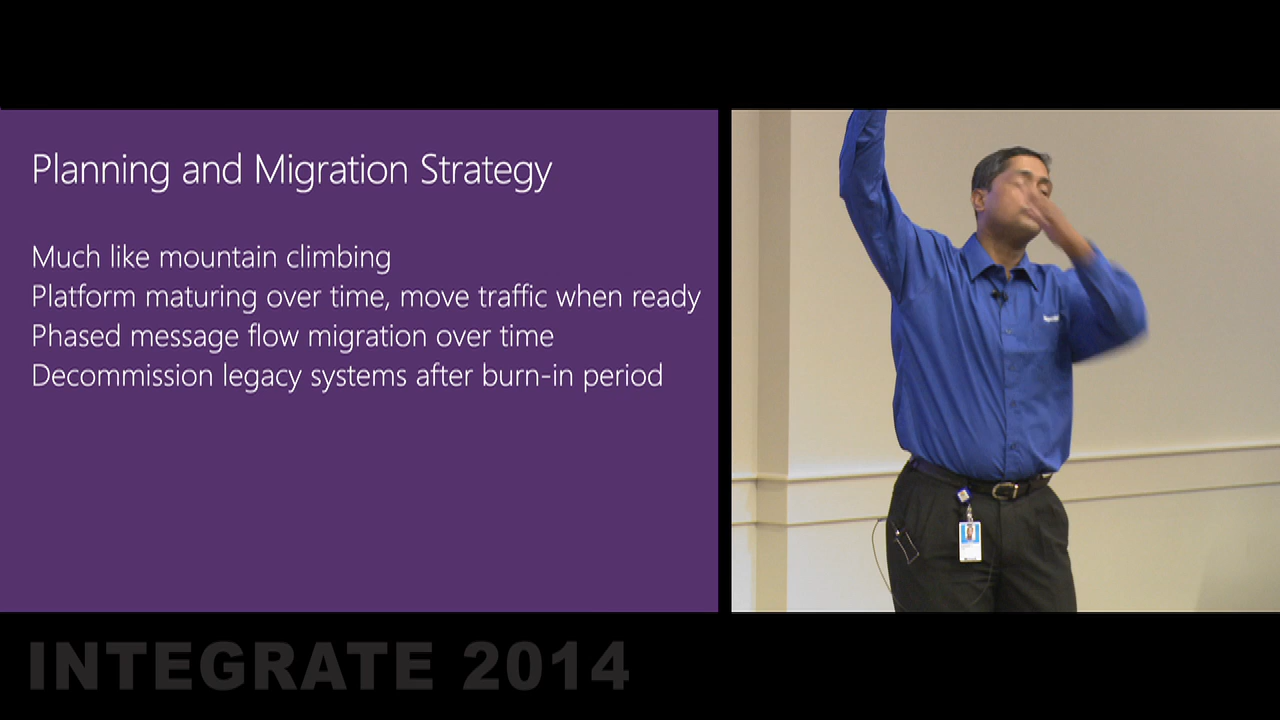 Planning and Migration Strategy
Much like mountain climbing
Platform maturing over time, move traffic when ready
Phased message flow migration over time
Decommission legacy systems after burn-in period
INTEGRATE 2014